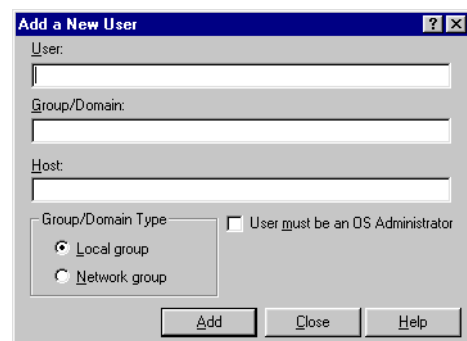 Add a New User
User:
Group/Domain:
Host:
Group/Domain Type
Local group
Network group
User must be an OS Administrator
Add Close Help